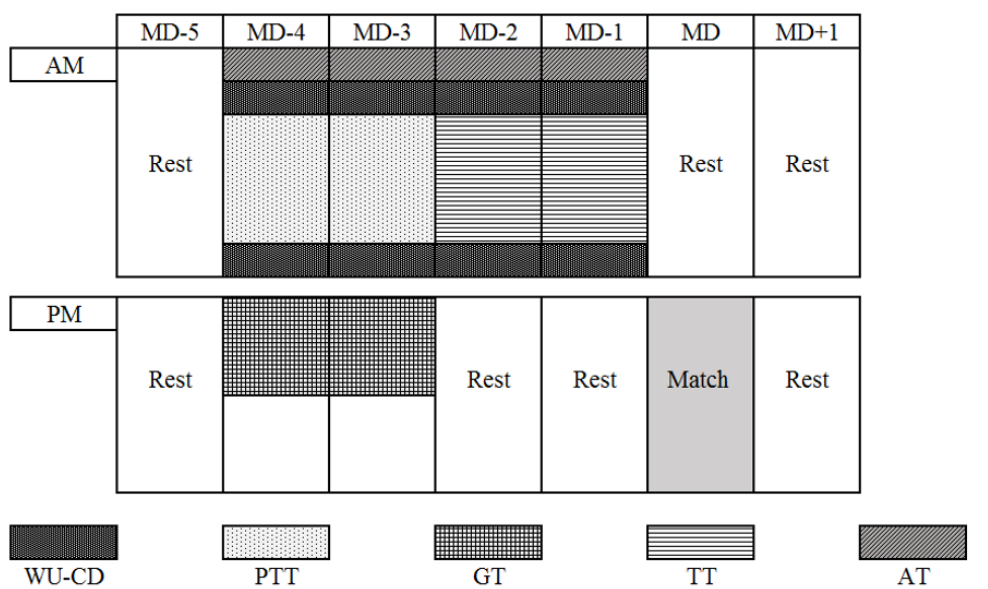 MD-5 MD-4 MD-3 MD-2 MD-1 MD MD+1
AM
Rest Rest Rest
PM
Rest Rest Rest Match Rest
WU-CD PTT GT TT AT